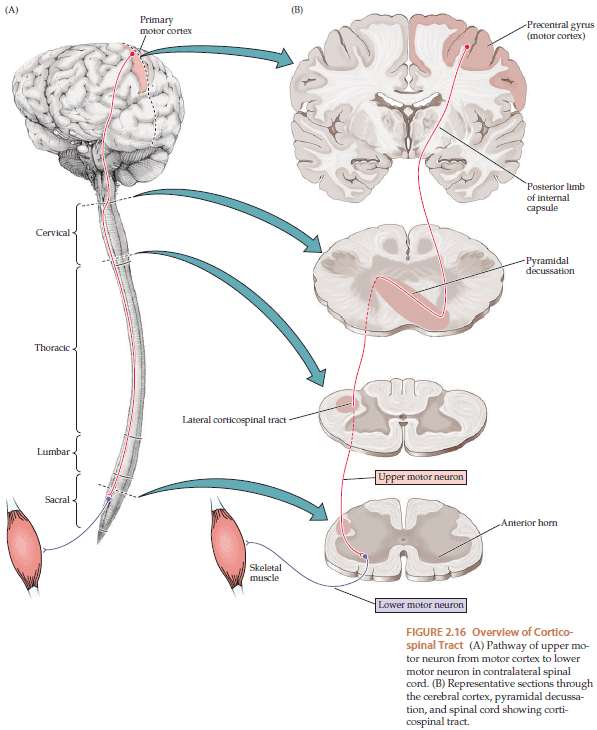 (A)
Primary
motor cortex
Cervical
Thoracic
Lumbar
Sacral
(B)
Precentral gyrus
(motor cortex)
Posterior limb
of internal
capsule
Pyramidal
decussation
Lateral corticospinal tract
Upper motor neuron
Anterior horn
Skeletal
muscle
Lower motor neuron
FIGURE 2.16 Overview of Cortico-
spinal Tract (A) Pathway of upper mo-
tor neuron from motor cortex to lower
motor neuron in contralateral spinal
cord. (B) Representative sections through
the cerebral cortex, pyramidal decussa-
tion, and spinal cord showing corti-
cospinal tract.